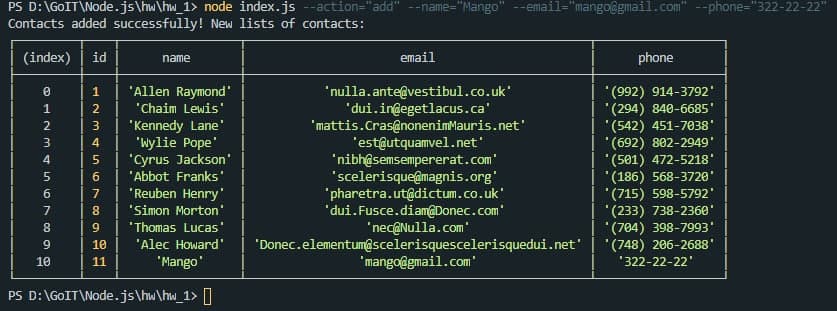 PS D:\GoIT\Node.js\hw\hw_1> node index.js --action="add" --name="Mango" --email="mango@gmail.com" --phone="322-22-22"
Contacts added successfully! New lists of contacts:
(index) id name email phone
0 1 'Allen Raymond' 'nulla.ante@vestibul.co.uk' '(992) 914-3792'
1 2 'Chaim Lewis' 'dui.in@egetlacus.ca' '(294) 840-6685'
2 3 'Kennedy Lane' 'mattis.Cras@nonenimMauris.net' '(542) 451-7038'
3 4 'Wylie Pope' 'est@utquamvel.net' '(692) 802-2949'
4 5 'Cyrus Jackson' 'nibh@semsempererat.com' '(501) 472-5218'
5 6 'Abbot Franks' 'scelerisque@magnis.org' '(186) 568-3720'
6 7 'Reuben Henry' 'pharetra.ut@dictum.co.uk' '(715) 598-5792'
7 8 'Simon Morton' 'dui.Fusce.diam@Donec.com' '(233) 738-2360'
8 9 'Thomas Lucas' 'nec@Nulla.com' '(704) 398-7993'
9 10 'Alec Howard' 'Donec.elementum@scelerisquescelerisquedui.net' '(748) 206-2688'
10 11 'Mango' 'mango@gmail.com' '322-22-22'
PS D:\GoIT\Node.js\hw\hw_1>